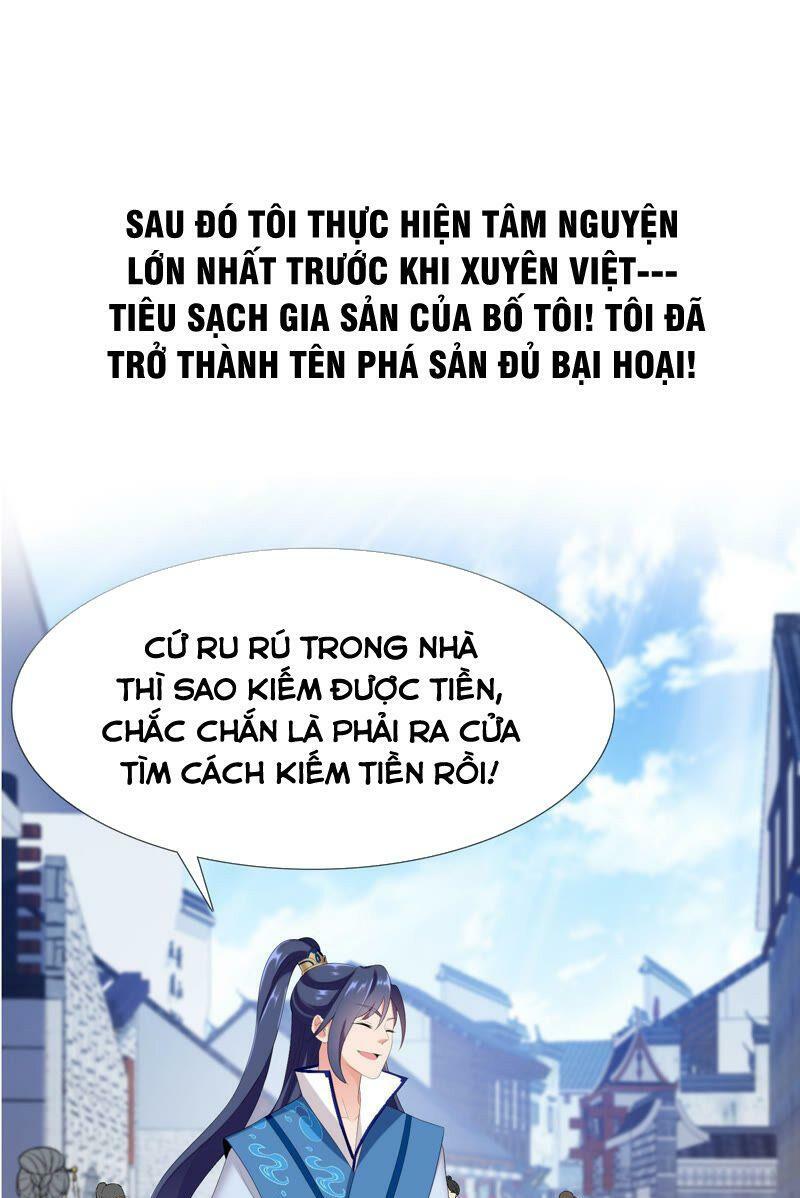 SAU ĐÓ TÔI THỰC HIỆN TÂM NGUYỆN
LỚN NHẤT TRƯỚC KHI XUYÊN VIỆT---
TIÊU SẠCH GIA SẢN CỦA BỐ TÔI! TÔI ĐÃ
TRỞ THÀNH TÊN PHÁ SẢN ĐỦ BẠI HOẠI!
CỨ RU RÚ TRONG NHÀ
THÌ SAO KIẾM ĐƯỢC TIỀN,
CHẮC CHẮN LÀ PHẢI RA CỬA
TÌM CÁCH KIẾM TIỀN RỒI!